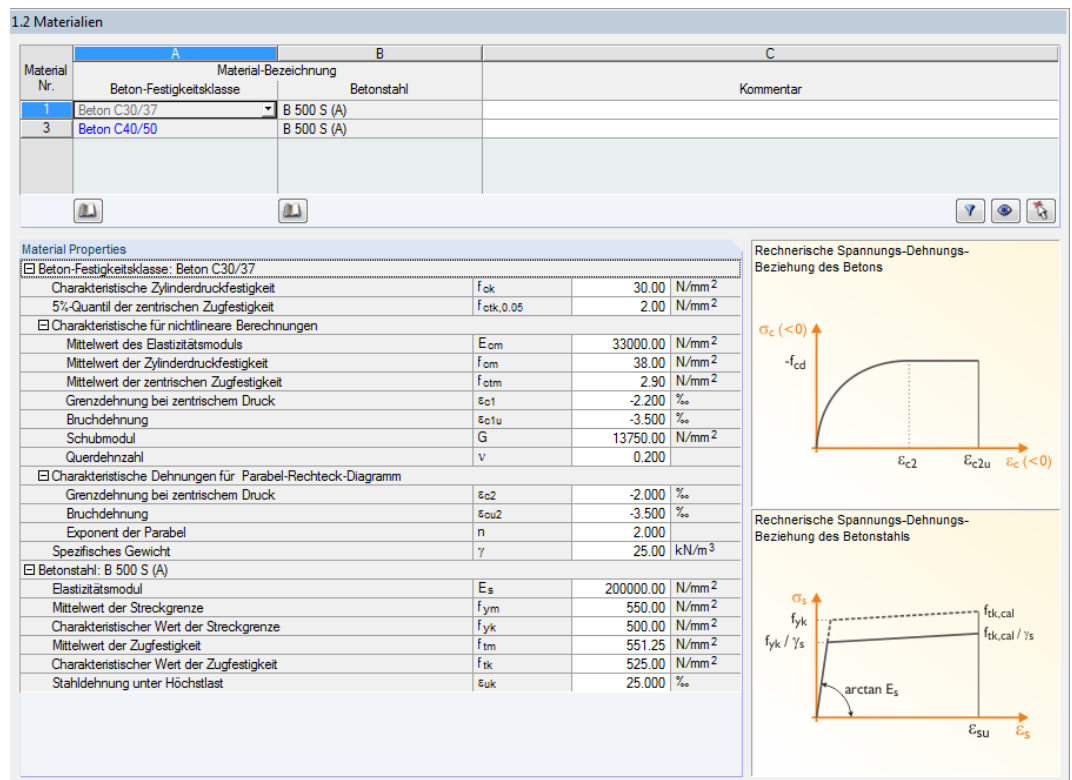 1.2 Materialien
A B C
Material Nr. Material-Bezeichnung
Beton-Festigkeitsklasse Betonstahl Kommentar
1 Beton C30/37 B 500 S (A)
3 Beton C40/50 B 500 S (A)
Material Properties
Beton-Festigkeitsklasse: Beton C30/37
Charakteristische Zylinderdruckfestigkeit fck 30.00 N/mm2
5%-Quantil der zentrischen Zugfestigkeit fctk,0.05 2.00 N/mm2
Charakteristische für nichtlineare Berechnungen
Mittelwert des Elastizitätsmoduls Ecm 33000.00 N/mm2
Mittelwert der Zylinderdruckfestigkeit fcm 38.00 N/mm2
Mittelwert der zentrischen Zugfestigkeit fctm 2.90 N/mm2
Grenzdehnung bei zentrischem Druck εc1 -2.200 ‰
Bruchdehnung εc1u -3.500 ‰
Schubmodul G 13750.00 N/mm2
Querdehnzahl ν 0.200
Charakteristische Dehnungen für Parabel-Rechteck-Diagramm
Grenzdehnung bei zentrischem Druck εc2 -2.000 ‰
Bruchdehnung εcu2 -3.500 ‰
Exponent der Parabel n 2.000
Spezifisches Gewicht γ 25.00 kN/m3
Betonstahl: B 500 S (A)
Elastizitätsmodul Es 200000.00 N/mm2
Mittelwert der Streckgrenze fym 550.00 N/mm2
Charakteristischer Wert der Streckgrenze fyk 500.00 N/mm2
Mittelwert der Zugfestigkeit ftm 551.25 N/mm2
Charakteristischer Wert der Zugfestigkeit ftk 525.00 N/mm2
Stahldehnung unter Höchstlast εuk 25.000 ‰
Rechnerische Spannungs-Dehnungs-
Beziehung des Betons
σc (<0)
-fcd
εc2 εc2u εc (<0)
Rechnerische Spannungs-Dehnungs-
Beziehung des Betonstahls
σs
fyk ftk,cal
fyk / γs ftk,cal / γs
arctan Es
εsu εs